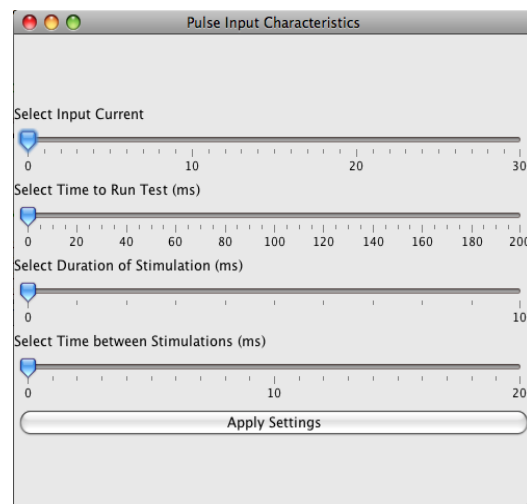 Pulse Input Characteristics
Select Input Current
0 10 20 30
Select Time to Run Test (ms)
0 20 40 60 80 100 120 140 160 180 200
Select Duration of Stimulation (ms)
0 10
Select Time between Stimulations (ms)
0 10 20
Apply Settings